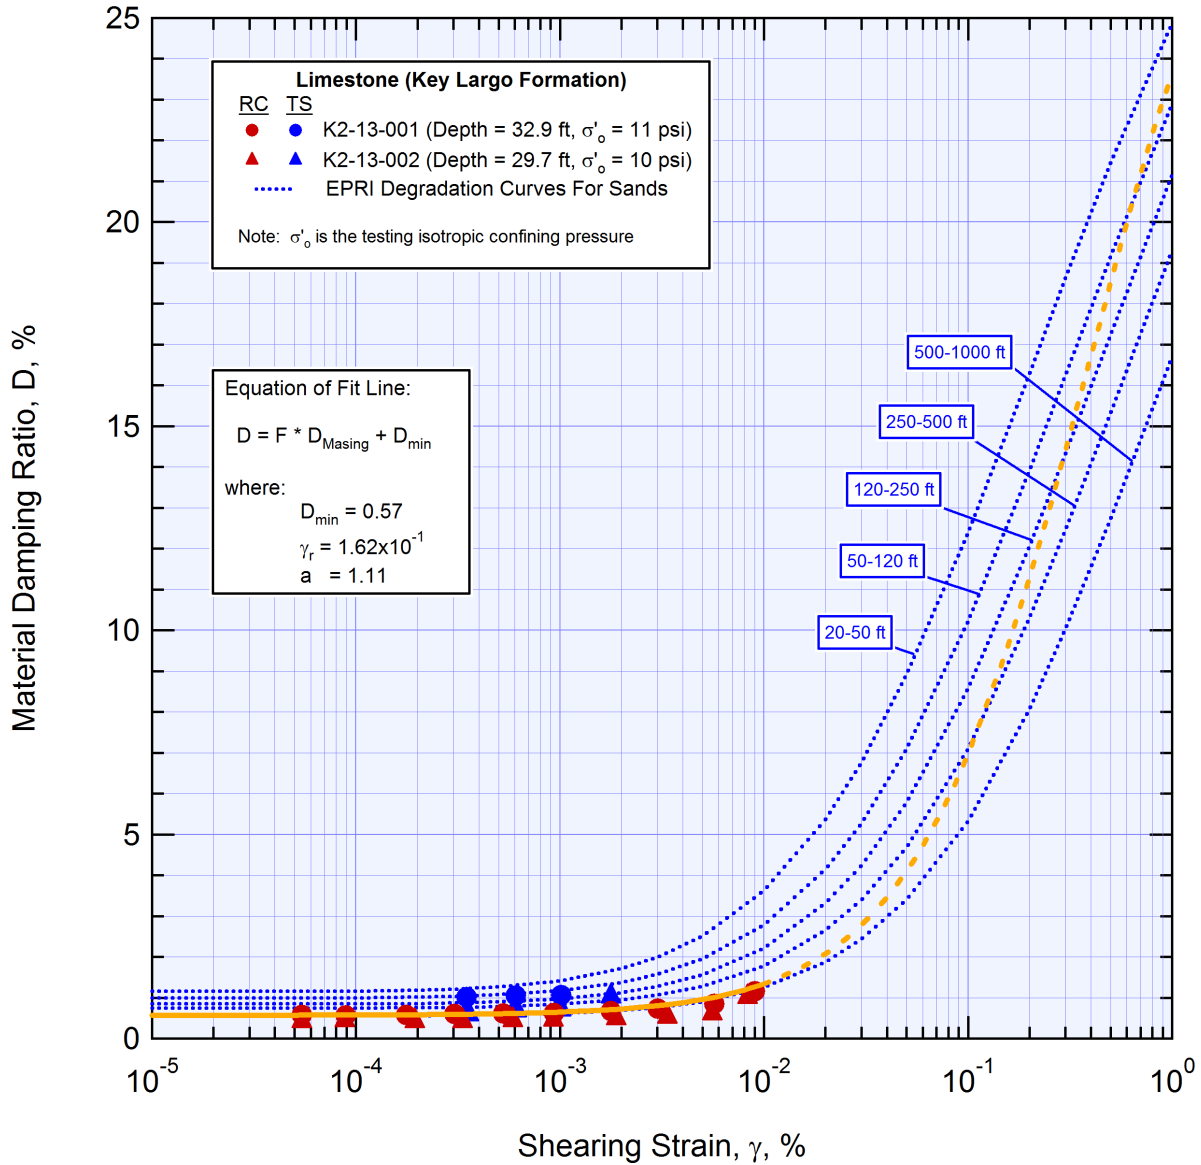 25
20
15
10
5
0
Material Damping Ratio, D, %
Limestone (Key Largo Formation)
RC TS
K2-13-001 (Depth = 32.9 ft, σ'o = 11 psi)
K2-13-002 (Depth = 29.7 ft, σ'o = 10 psi)
EPRI Degradation Curves For Sands
Note: σ'o is the testing isotropic confining pressure
Equation of Fit Line:
D = F * DMasing + Dmin
where:
Dmin = 0.57
γr = 1.62x10-1
a = 1.11
500-1000 ft
250-500 ft
120-250 ft
50-120 ft
20-50 ft
10-5 10-4 10-3 10-2 10-1 100
Shearing Strain, γ, %